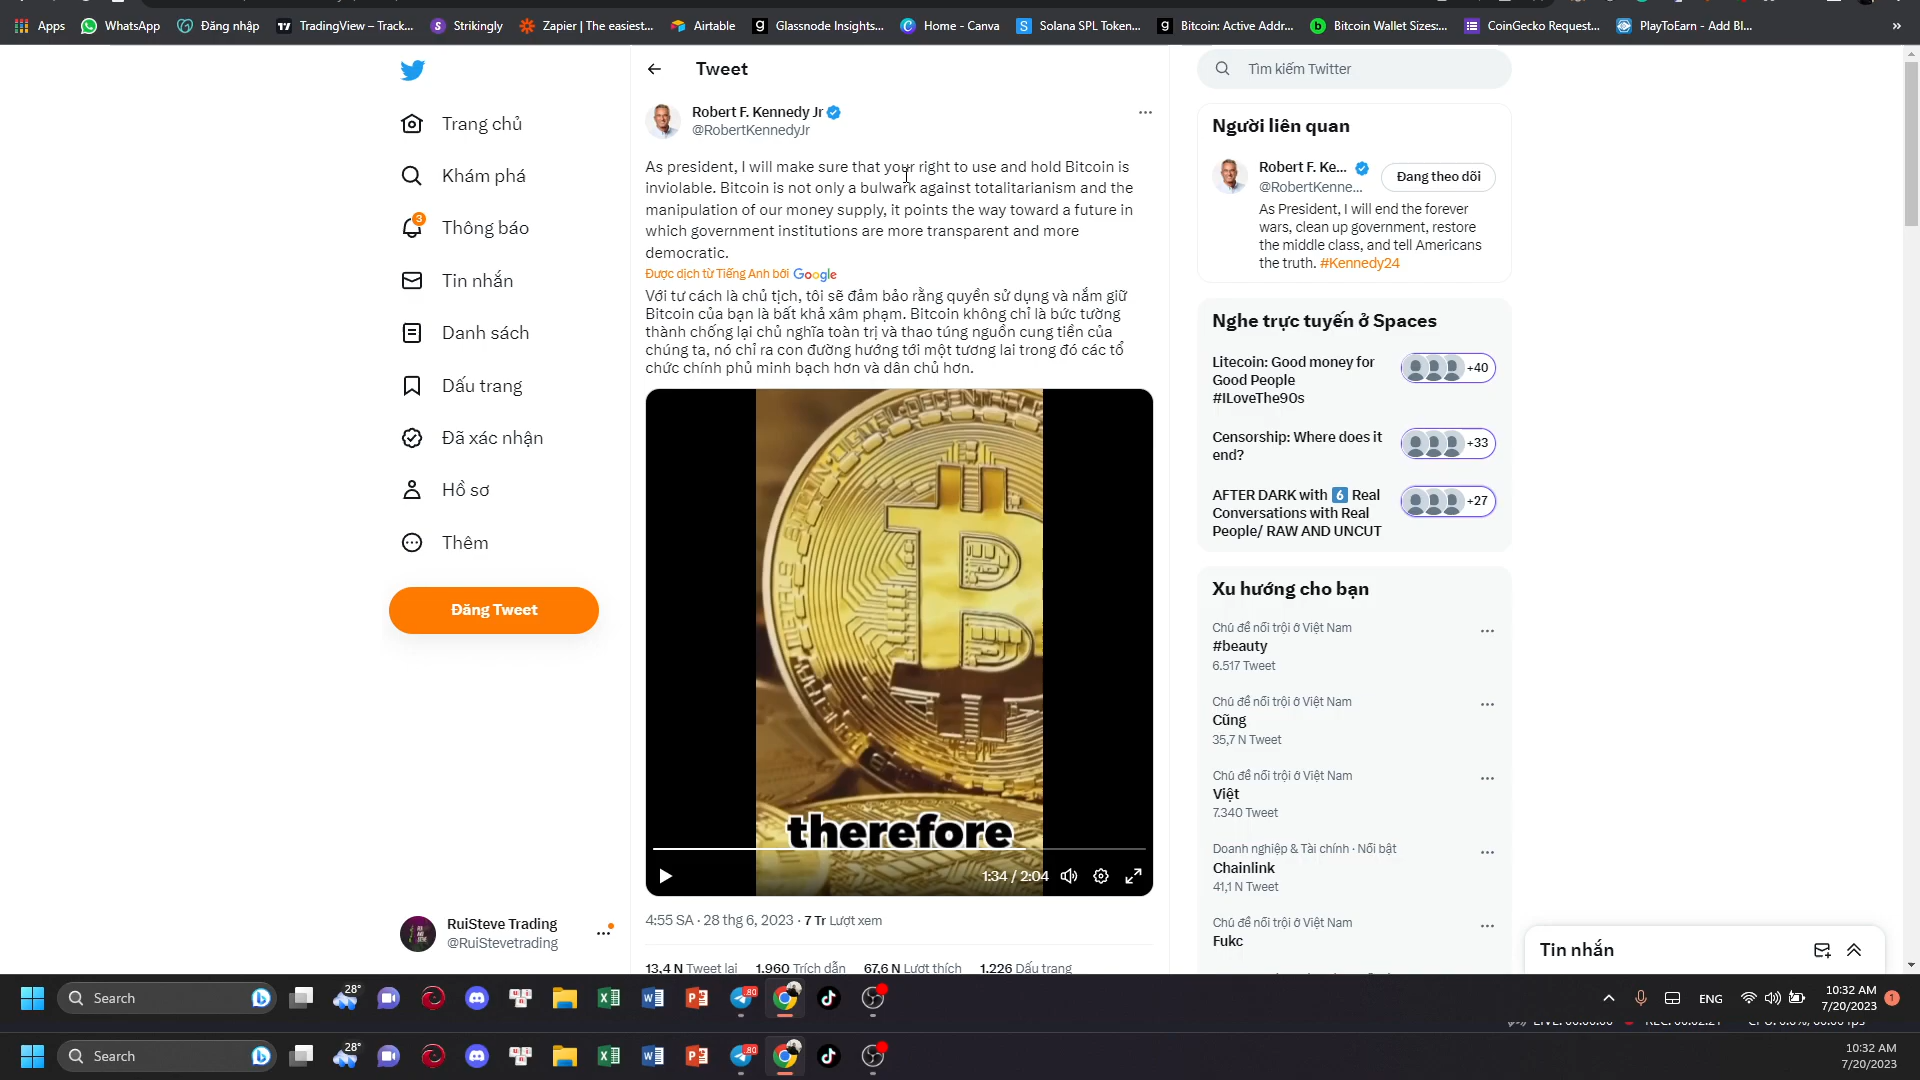 Apps
WhatsApp
Đăng nhập
TradingView – Track...
Strikingly
Zapier | The easiest...
Airtable
Glassnode Insights...
Home - Canva
Solana SPL Token...
Bitcoin: Active Addr...
Bitcoin Wallet Sizes:...
CoinGecko Request...
PlayToEarn - Add Bl...
»
Trang chủ
Khám phá
3
Thông báo
Tin nhắn
Danh sách
Dấu trang
Đã xác nhận
Hồ sơ
Thêm
Đăng Tweet
RuiSteve Trading
@RuiStevetrading
Tweet
Robert F. Kennedy Jr
@RobertKennedyJr
As president, I will make sure that your right to use and hold Bitcoin is
inviolable. Bitcoin is not only a bulwark against totalitarianism and the
manipulation of our money supply, it points the way toward a future in
which government institutions are more transparent and more
democratic.
Được dịch từ Tiếng Anh bởi Google
Với tư cách là chủ tịch, tôi sẽ đảm bảo rằng quyền sử dụng và nắm giữ
Bitcoin của bạn là bất khả xâm phạm. Bitcoin không chỉ là bức tường
thành chống lại chủ nghĩa toàn trị và thao túng nguồn cung tiền của
chúng ta, nó chỉ ra con đường hướng tới một tương lai trong đó các tổ
chức chính phủ minh bạch hơn và dân chủ hơn.
therefore
1:34 / 2:04
4:55 SA · 28 thg 6, 2023 · 7 Tr Lượt xem
13,4 N Tweet lại 1.960 Trích dẫn 67,6 N Lượt thích 1.226 Dấu trang
Tìm kiếm Twitter
Người liên quan
Robert F. Ke...
@RobertKenne...
Đang theo dõi
As President, I will end the forever
wars, clean up government, restore
the middle class, and tell Americans
the truth. #Kennedy24
Nghe trực tuyến ở Spaces
Litecoin: Good money for
Good People
#ILoveThe90s
+40
Censorship: Where does it
end?
+33
AFTER DARK with 6 Real
Conversations with Real
People/ RAW AND UNCUT
+27
Xu hướng cho bạn
Chủ đề nổi trội ở Việt Nam
#beauty
6.517 Tweet
Chủ đề nổi trội ở Việt Nam
Cũng
35,7 N Tweet
Chủ đề nổi trội ở Việt Nam
Việt
7.340 Tweet
Doanh nghiệp & Tài chính · Nổi bật
Chainlink
41,1 N Tweet
Chủ đề nổi trội ở Việt Nam
Fukc
Tin nhắn
Search
28°
80
ENG
10:32 AM
7/20/2023
1
Search
28°
80
10:32 AM
7/20/2023